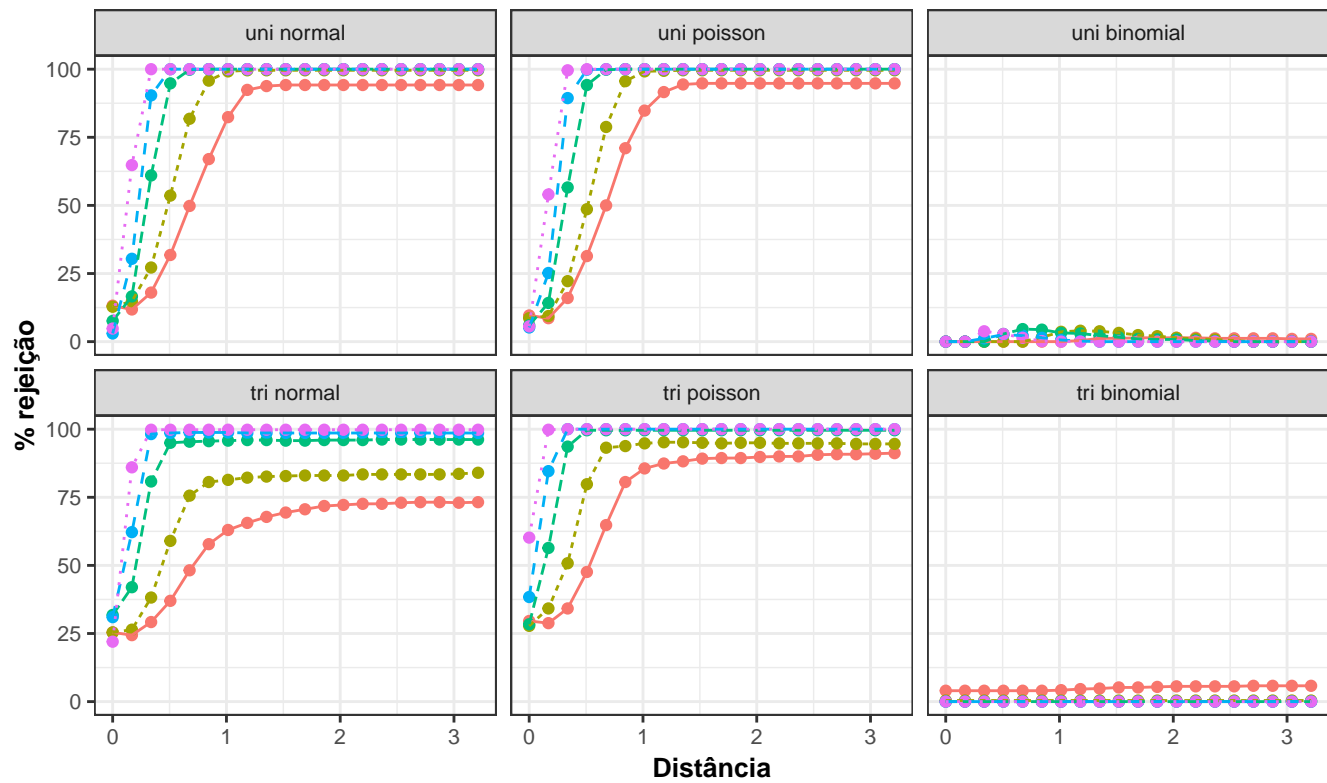 uni normal
uni poisson
uni binomial
100
75
50
25
0
tri normal
tri poisson
tri binomial
100
75
50
25
0
0 1 2 3
0 1 2 3
0 1 2 3
% rejeição
Distância